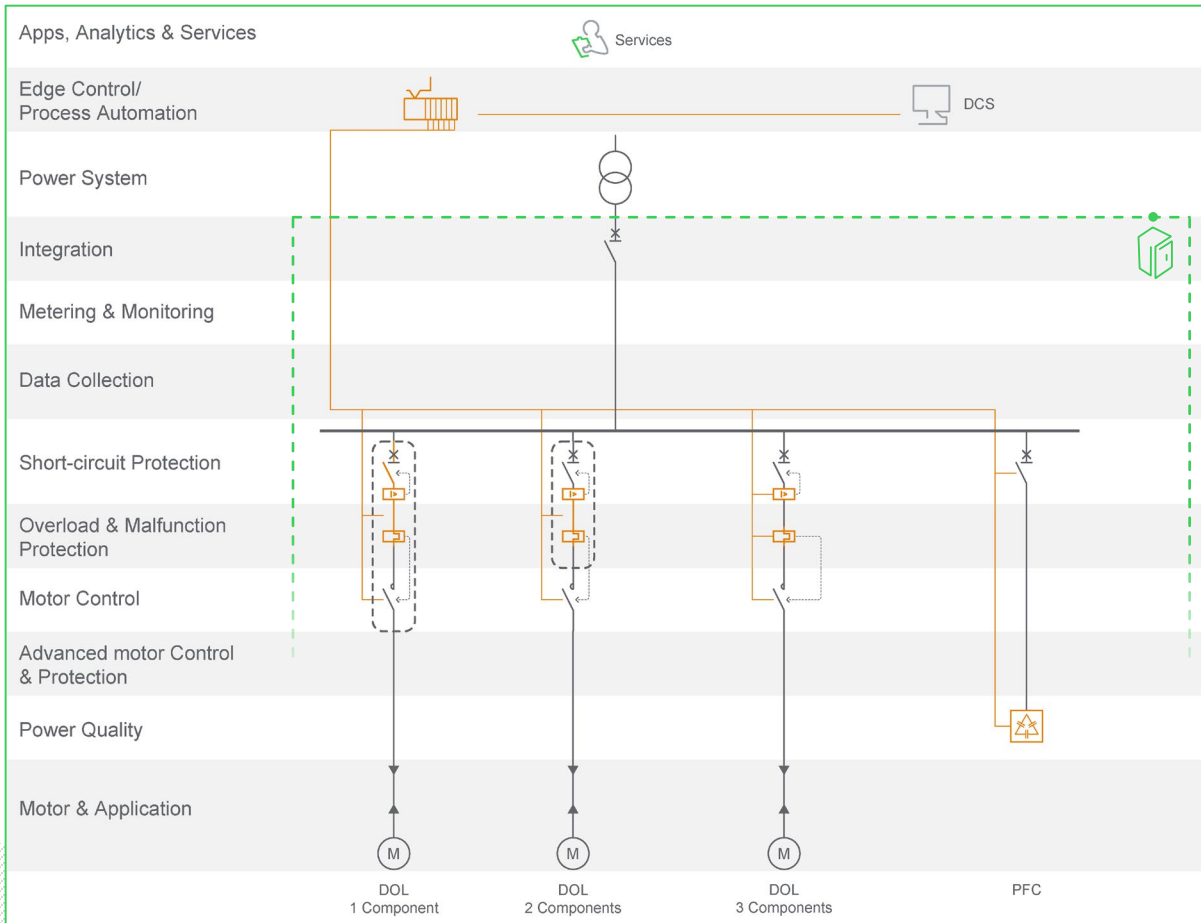 Apps, Analytics & Services
Services
Edge Control/
Process Automation
DCS
Power System
Integration
Metering & Monitoring
Data Collection
Short-circuit Protection
Overload & Malfunction
Protection
Motor Control
Advanced motor Control
& Protection
Power Quality
Motor & Application
M
M
M
DOL
1 Component
DOL
2 Components
DOL
3 Components
PFC